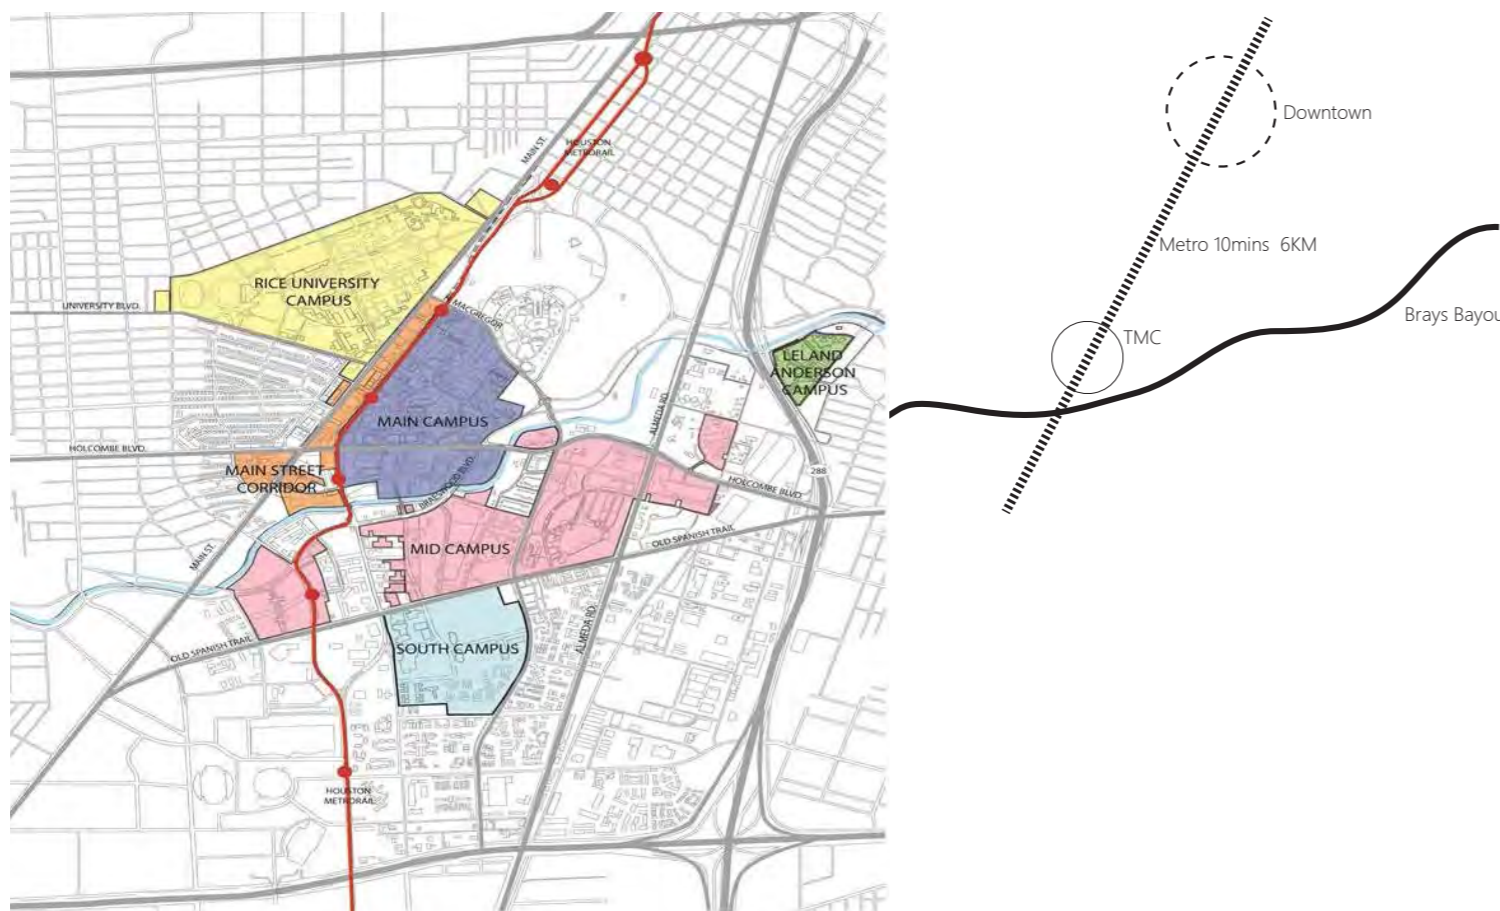 MAIN ST.
HOUSTON
METRORAIL
RICE UNIVERSITY
CAMPUS
UNIVERSITY BLVD.
N MACGREGOR
LELAND
ANDERSON
CAMPUS
MAIN CAMPUS
ALMEDA RD.
HOLCOMBE BLVD.
MAIN STREET
CORRIDOR
BRAESWOOD BLVD.
288
HOLCOMBE BLVD
MAIN ST.
MID CAMPUS
OLD SPANISH TRAIL
OLD SPANISH TRAIL
SOUTH CAMPUS
ALMEDA RD.
HOUSTON
METRORAIL
Downtown
Metro 10mins 6KM
Brays Bayou
TMC